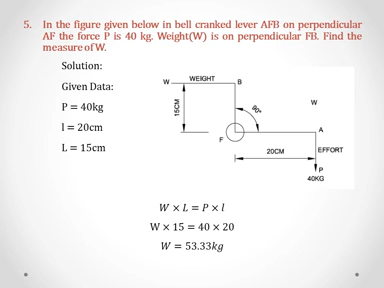 5. In the figure given below in bell cranked lever AFB on perpendicular
AF the force P is 40 kg. Weight(W) is on perpendicular FB. Find the
measure of W.
Solution:
Given Data:
P = 40kg
l = 20cm
L = 15cm
W WEIGHT B
15CM
90°
W
F
A
20CM
EFFORT
P
40KG
W × L = P × l
W × 15 = 40 × 20
W = 53.33kg